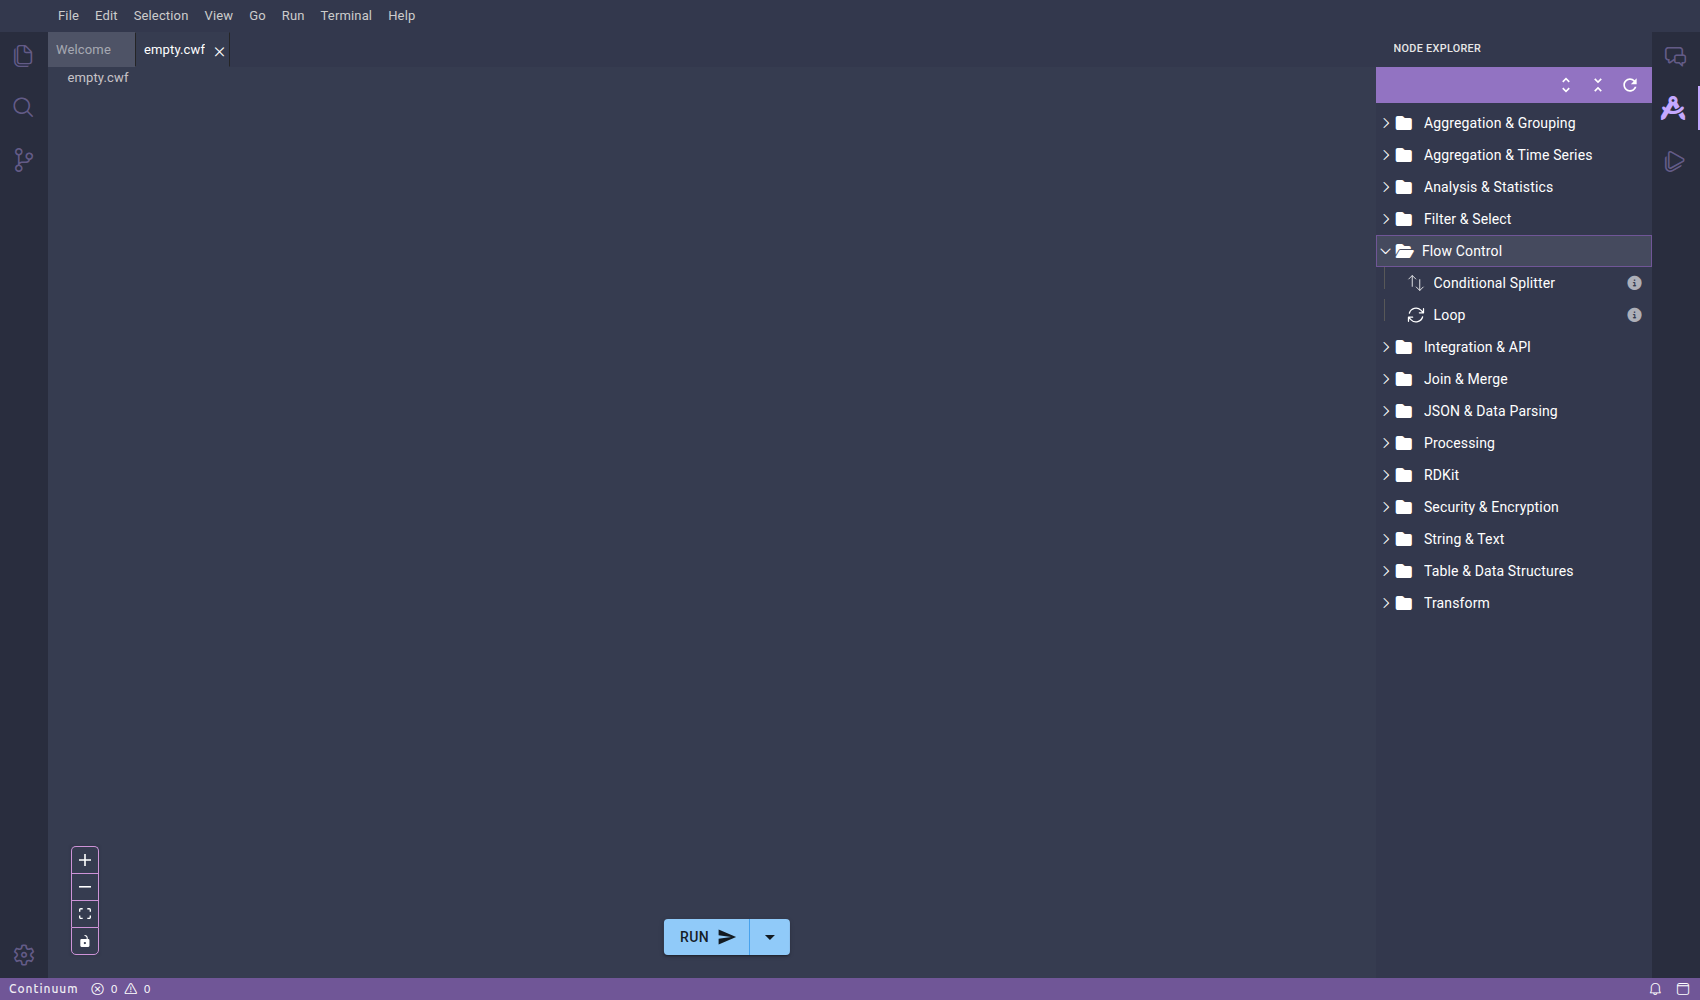 File Edit Selection View Go Run Terminal Help
Welcome empty.cwf
empty.cwf
NODE EXPLORER
Aggregation & Grouping
Aggregation & Time Series
Analysis & Statistics
Filter & Select
Flow Control
Conditional Splitter
Loop
Integration & API
Join & Merge
JSON & Data Parsing
Processing
RDKit
Security & Encryption
String & Text
Table & Data Structures
Transform
RUN
Continuum 0 0